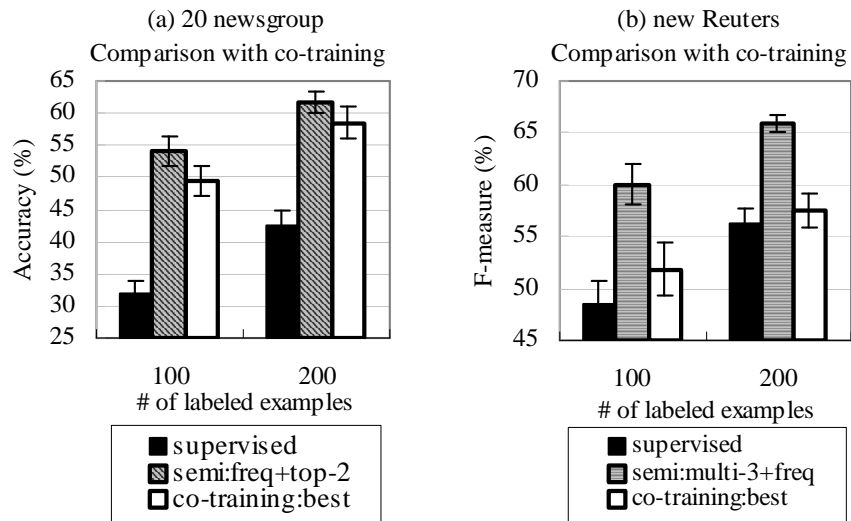 (a) 20 newsgroup
Comparison with co-training
65
60
55
50
45
40
35
30
25
Accuracy (%)
100 200
# of labeled examples
supervised
semi:freq+top-2
co-training:best
(b) new Reuters
Comparison with co-training
70
65
60
55
50
45
F-measure (%)
100 200
# of labeled examples
supervised
semi:multi-3+freq
co-training:best